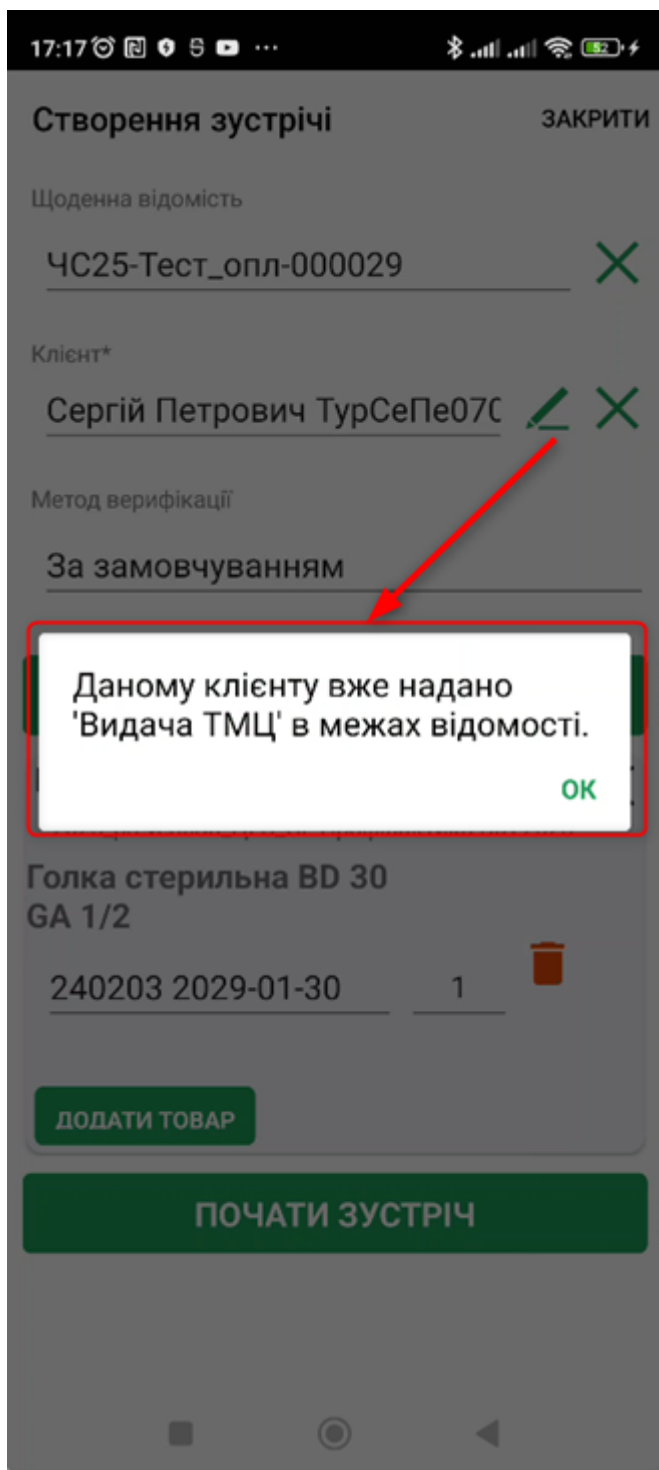 17:17
52
Створення зустрічі
ЗАКРИТИ
Щоденна відомість
ЧС25-Тест_опл-000029
Клієнт*
Сергій Петрович ТурСеПе070
Метод верифікації
За замовчуванням
Даному клієнту вже надано
'Видача ТМЦ' в межах відомості.
ОК
Голка стерильна BD 30
GA 1/2
240203 2029-01-30
1
ДОДАТИ ТОВАР
ПОЧАТИ ЗУСТРІЧ